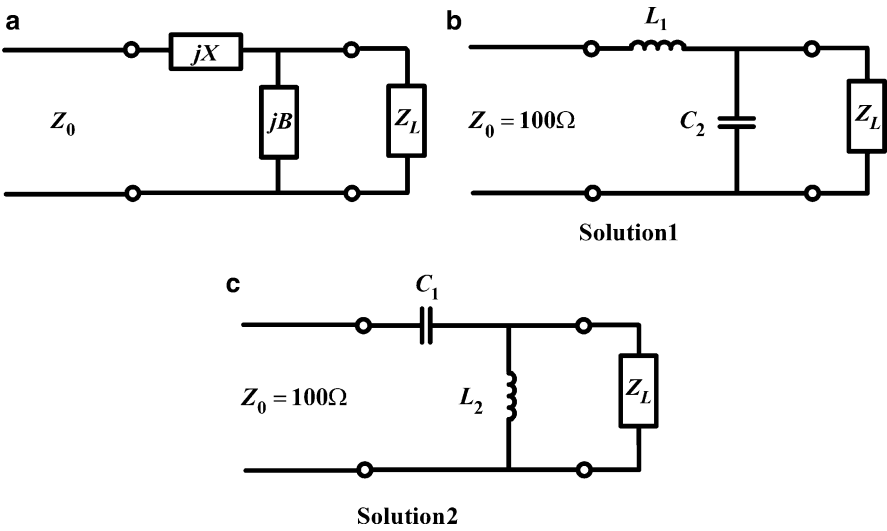 a
jX
Z0
jB
ZL
b
L1
Z0 = 100Ω
C2
ZL
Solution1
c
C1
Z0 = 100Ω
L2
ZL
Solution2